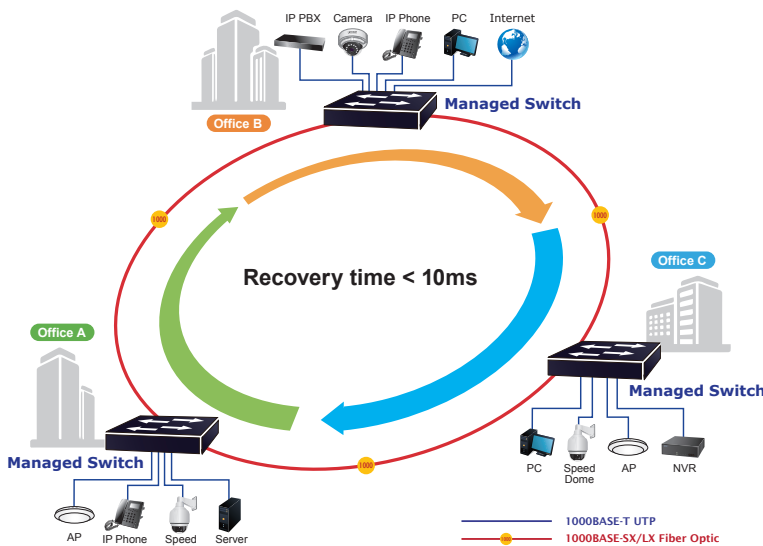 IP PBX
Camera
IP Phone
PC
Internet
Managed Switch
Office B
1000
1000
Recovery time < 10ms
Office C
Office A
Managed Switch
Managed Switch
PC
Speed
Dome
AP
NVR
1000
AP
IP Phone
Speed
Server
1000BASE-T UTP
1000
1000BASE-SX/LX Fiber Optic